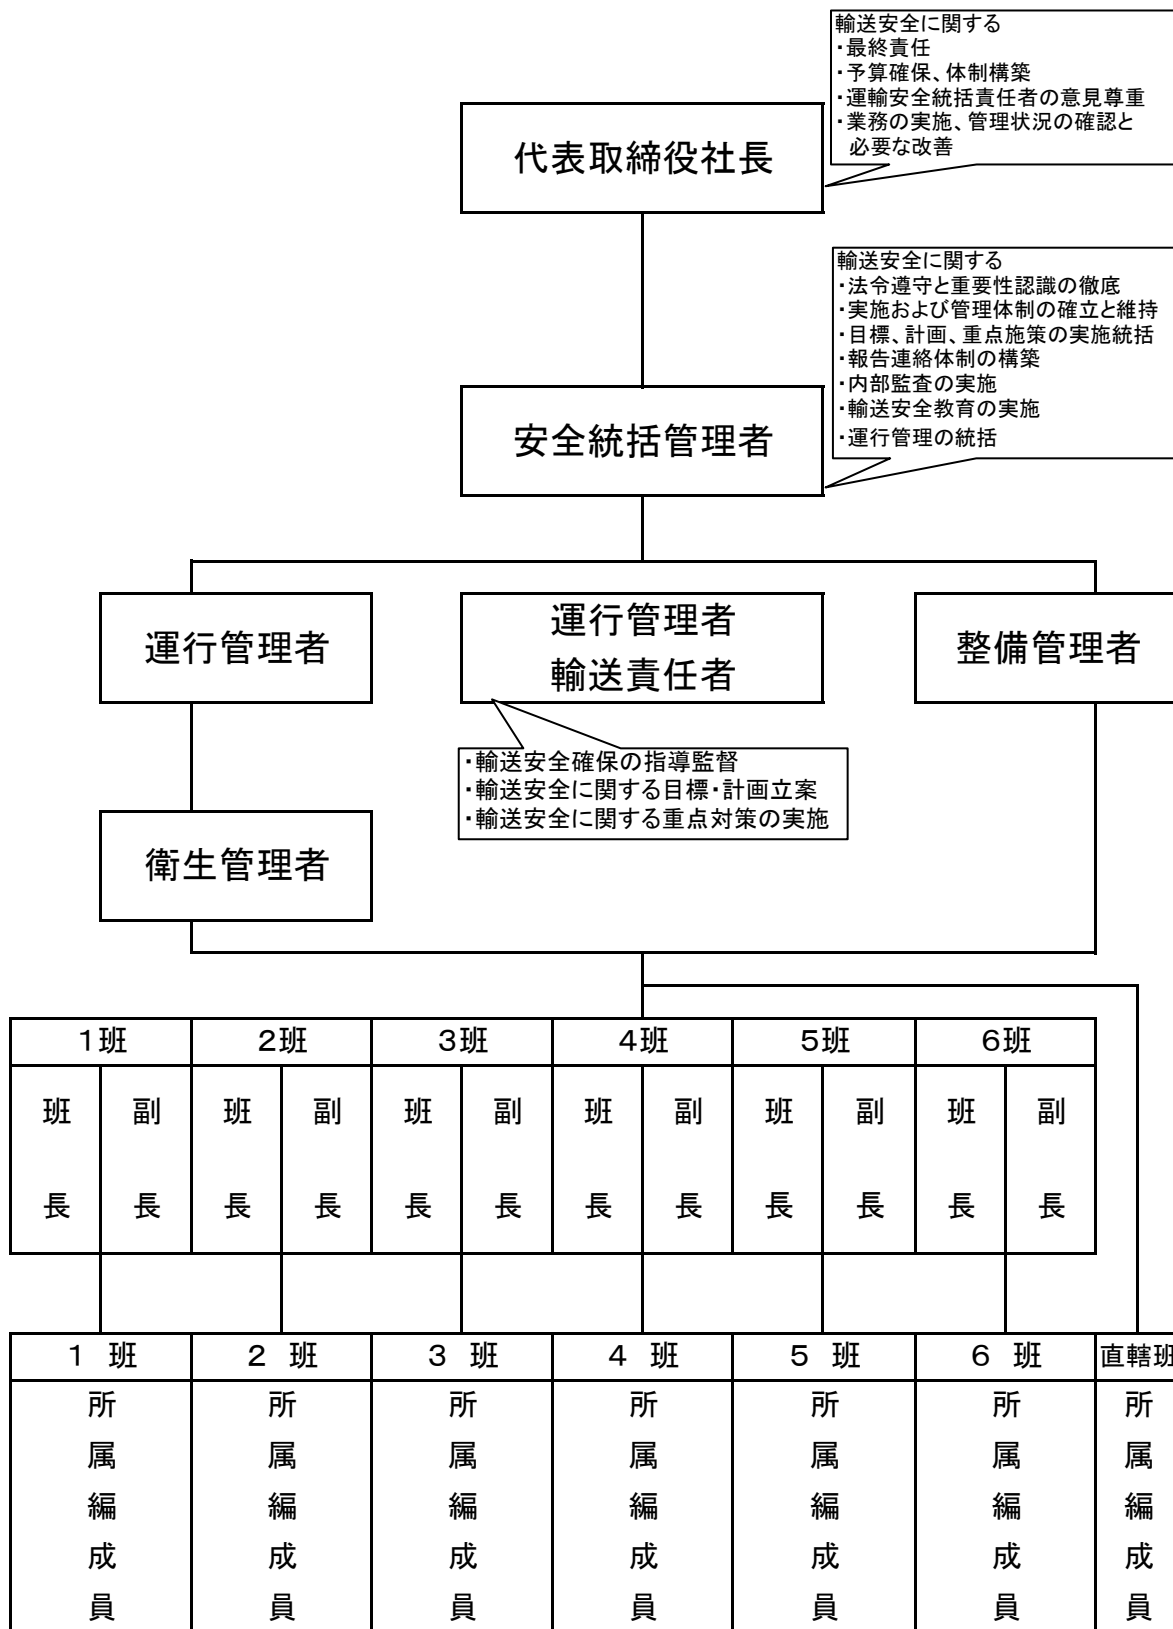 輸送安全に関する
・最終責任
・予算確保、体制構築
・運輸安全統括責任者の意見尊重
・業務の実施、管理状況の確認と
必要な改善
代表取締役社長
輸送安全に関する
・法令遵守と重要性認識の徹底
・実施および管理体制の確立と維持
・目標、計画、重点施策の実施統括
・報告連絡体制の構築
・内部監査の実施
・輸送安全教育の実施
・運行管理の統括
安全統括管理者
運行管理者
運行管理者
輸送責任者
整備管理者
・輸送安全確保の指導監督
・輸送安全に関する目標・計画立案
・輸送安全に関する重点対策の実施
衛生管理者
1班 2班 3班 4班 5班 6班
班長 副長 班長 副長 班長 副長 班長 副長 班長 副長 班長 副長
1 班 2 班 3 班 4 班 5 班 6 班 直轄班
所属編成員 所属編成員 所属編成員 所属編成員 所属編成員 所属編成員 所属編成員